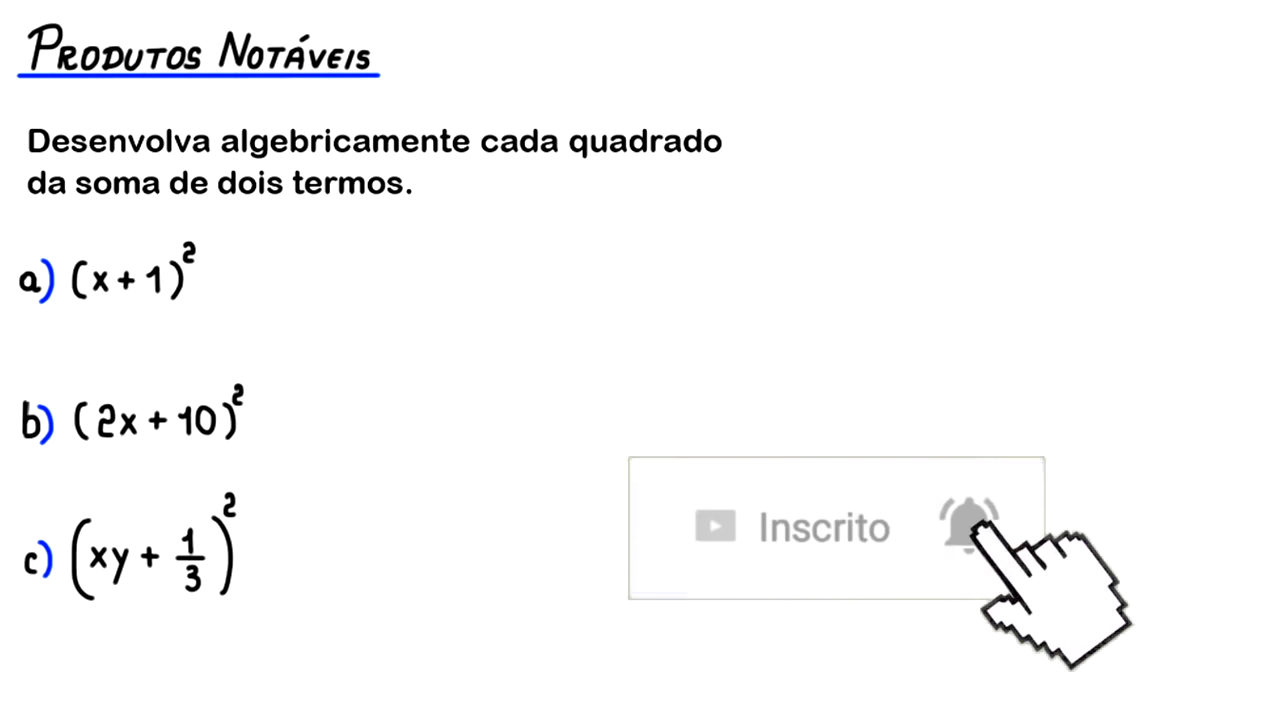 PRODUTOS NOTÁVEIS
Desenvolva algebricamente cada quadrado
da soma de dois termos.
a) (x + 1)²
b) (2x + 10)²
c) (xy + 1/3)²
Inscrito